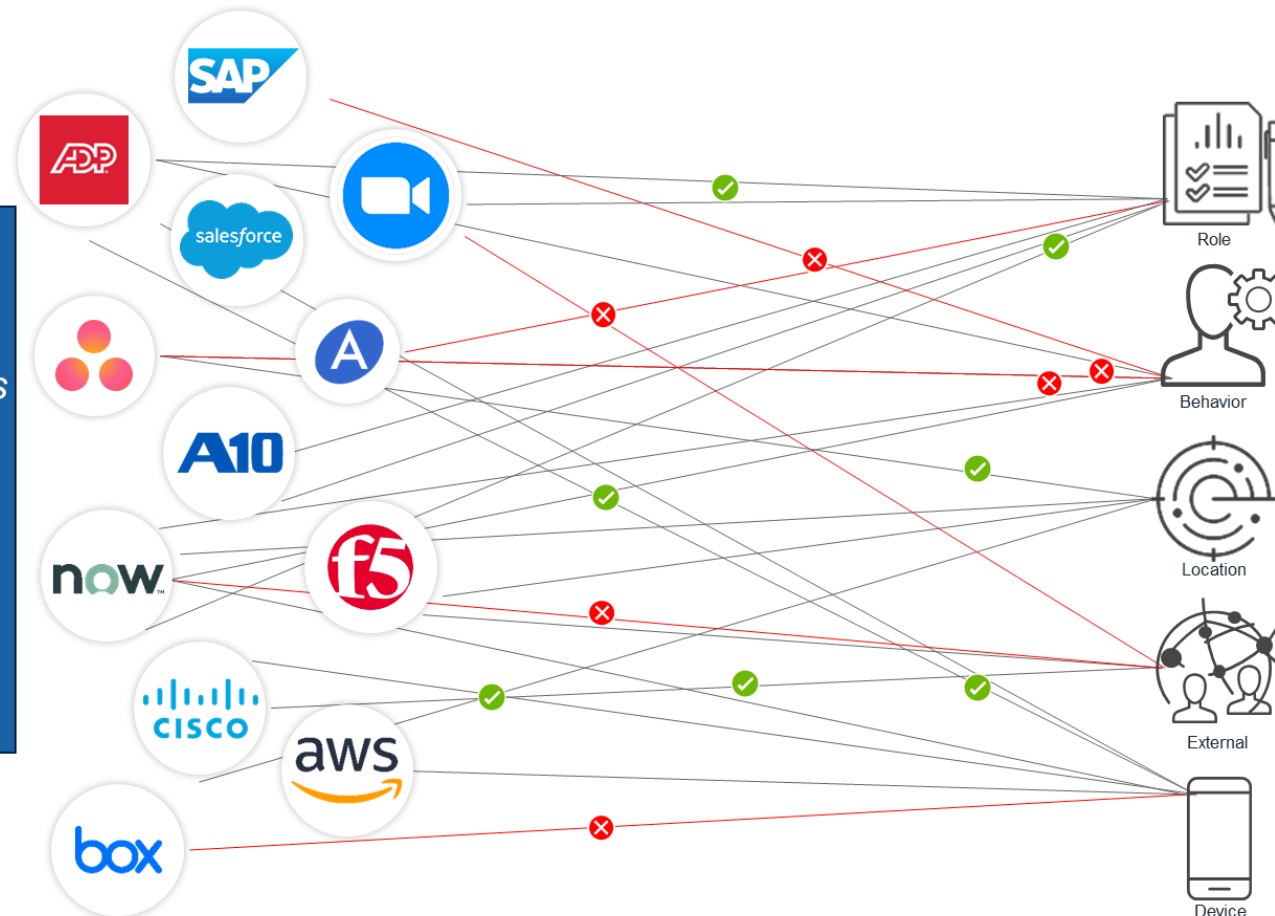 SAP
ADP
salesforce
A
A10
now
f5
CISCO
aws
box
s
Role
Behavior
Location
External
Device